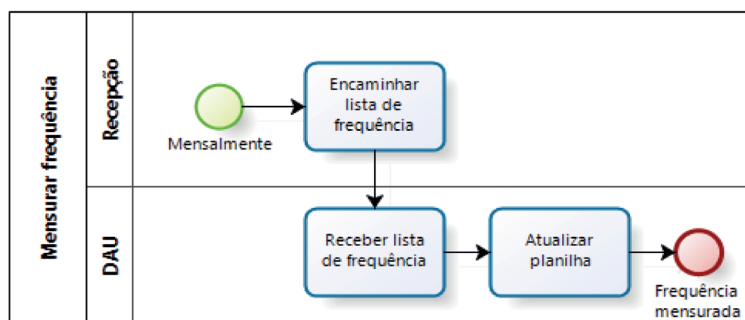 Mensurar frequência
Recepção
Mensalmente
Encaminhar
lista de
frequência
DAU
Receber lista
de frequência
Atualizar
planilha
Frequência
mensurada